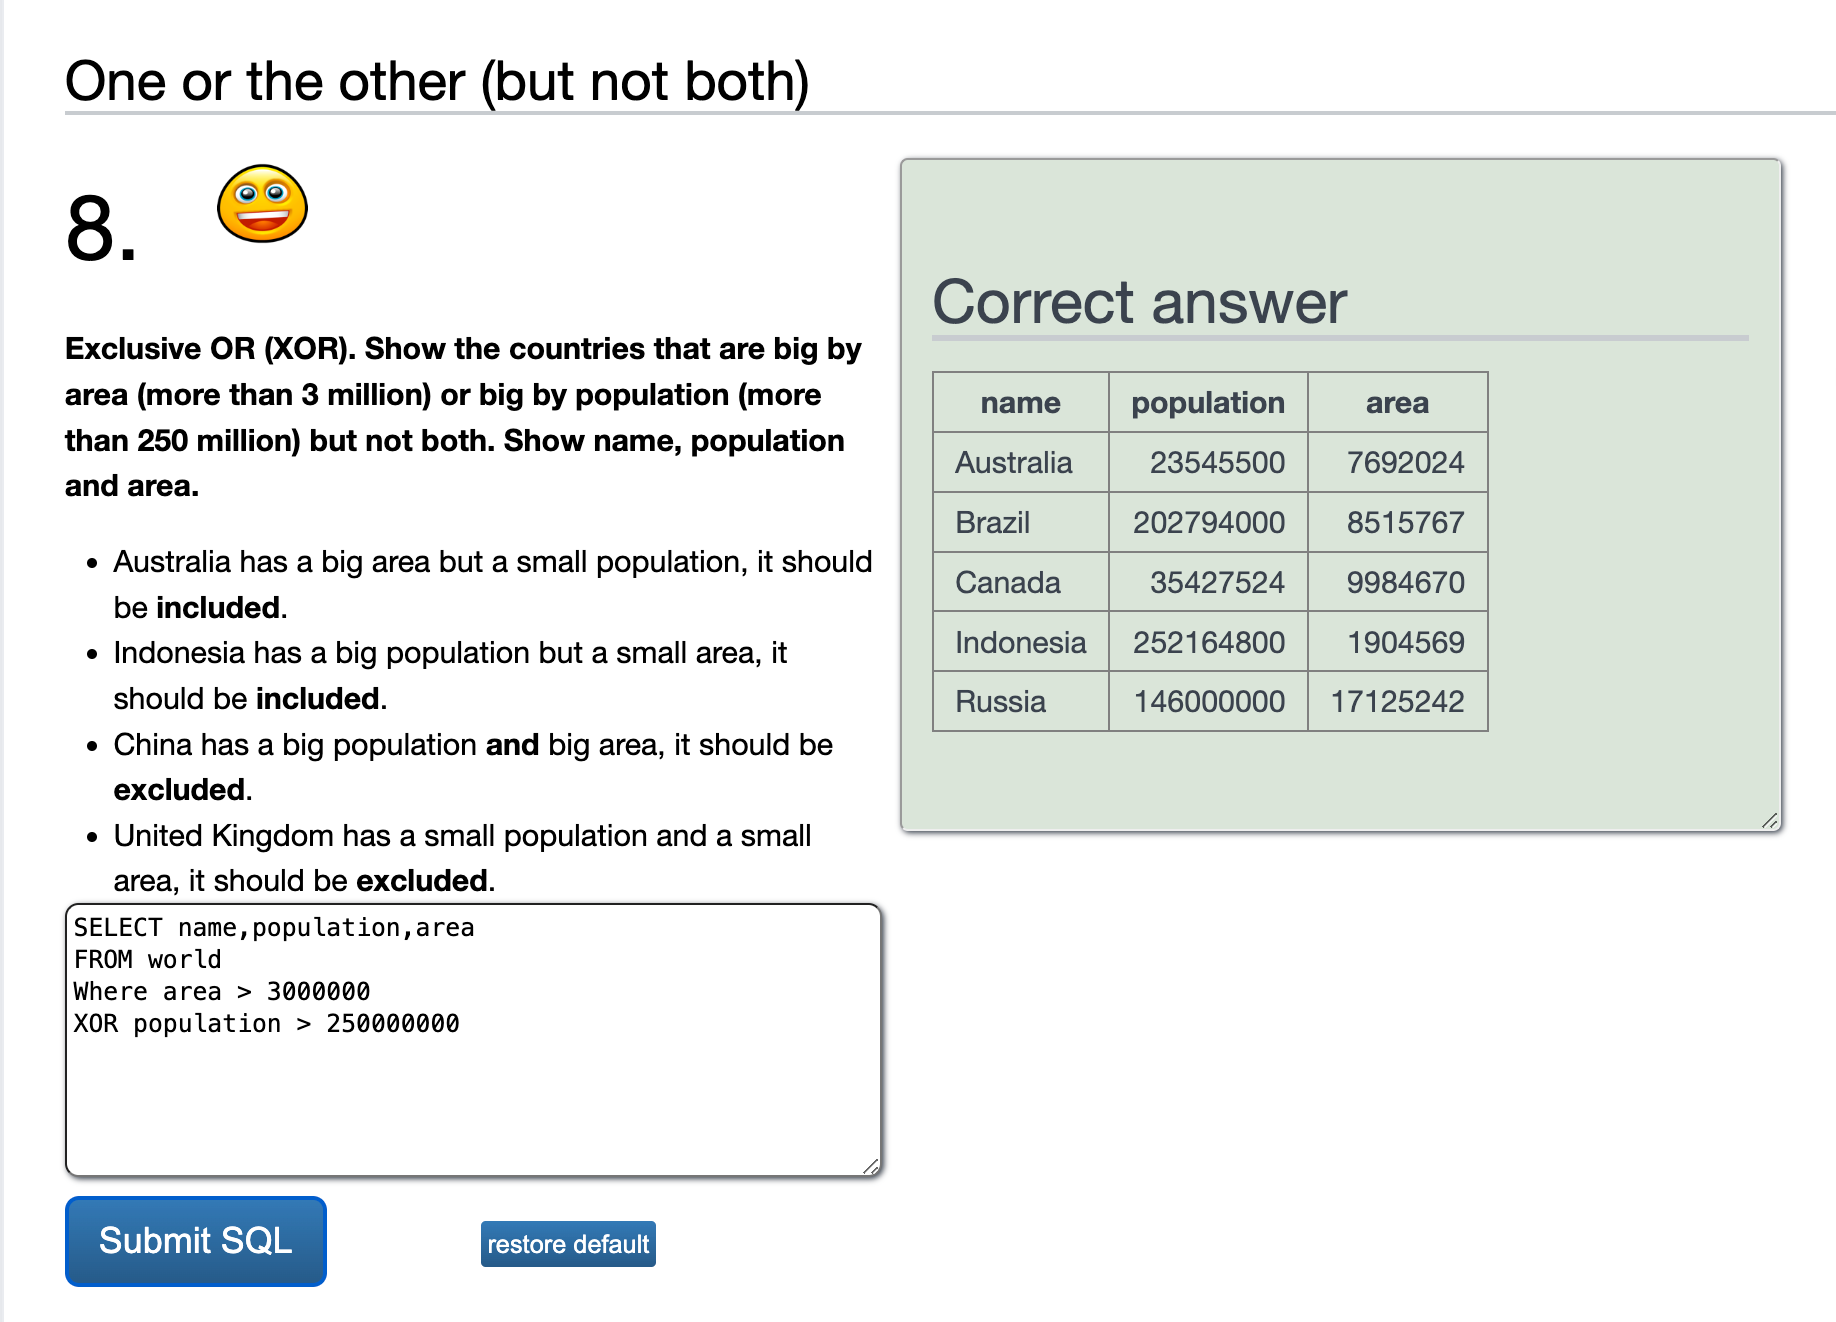 One or the other (but not both)
8.
Exclusive OR (XOR). Show the countries that are big by
area (more than 3 million) or big by population (more
than 250 million) but not both. Show name, population
and area.
Australia has a big area but a small population, it should
be included.
Indonesia has a big population but a small area, it
should be included.
China has a big population and big area, it should be
excluded.
United Kingdom has a small population and a small
area, it should be excluded.
SELECT name,population,area
FROM world
Where area > 3000000
XOR population > 250000000
Submit SQL
restore default
Correct answer
name population area
Australia 23545500 7692024
Brazil 202794000 8515767
Canada 35427524 9984670
Indonesia 252164800 1904569
Russia 146000000 17125242